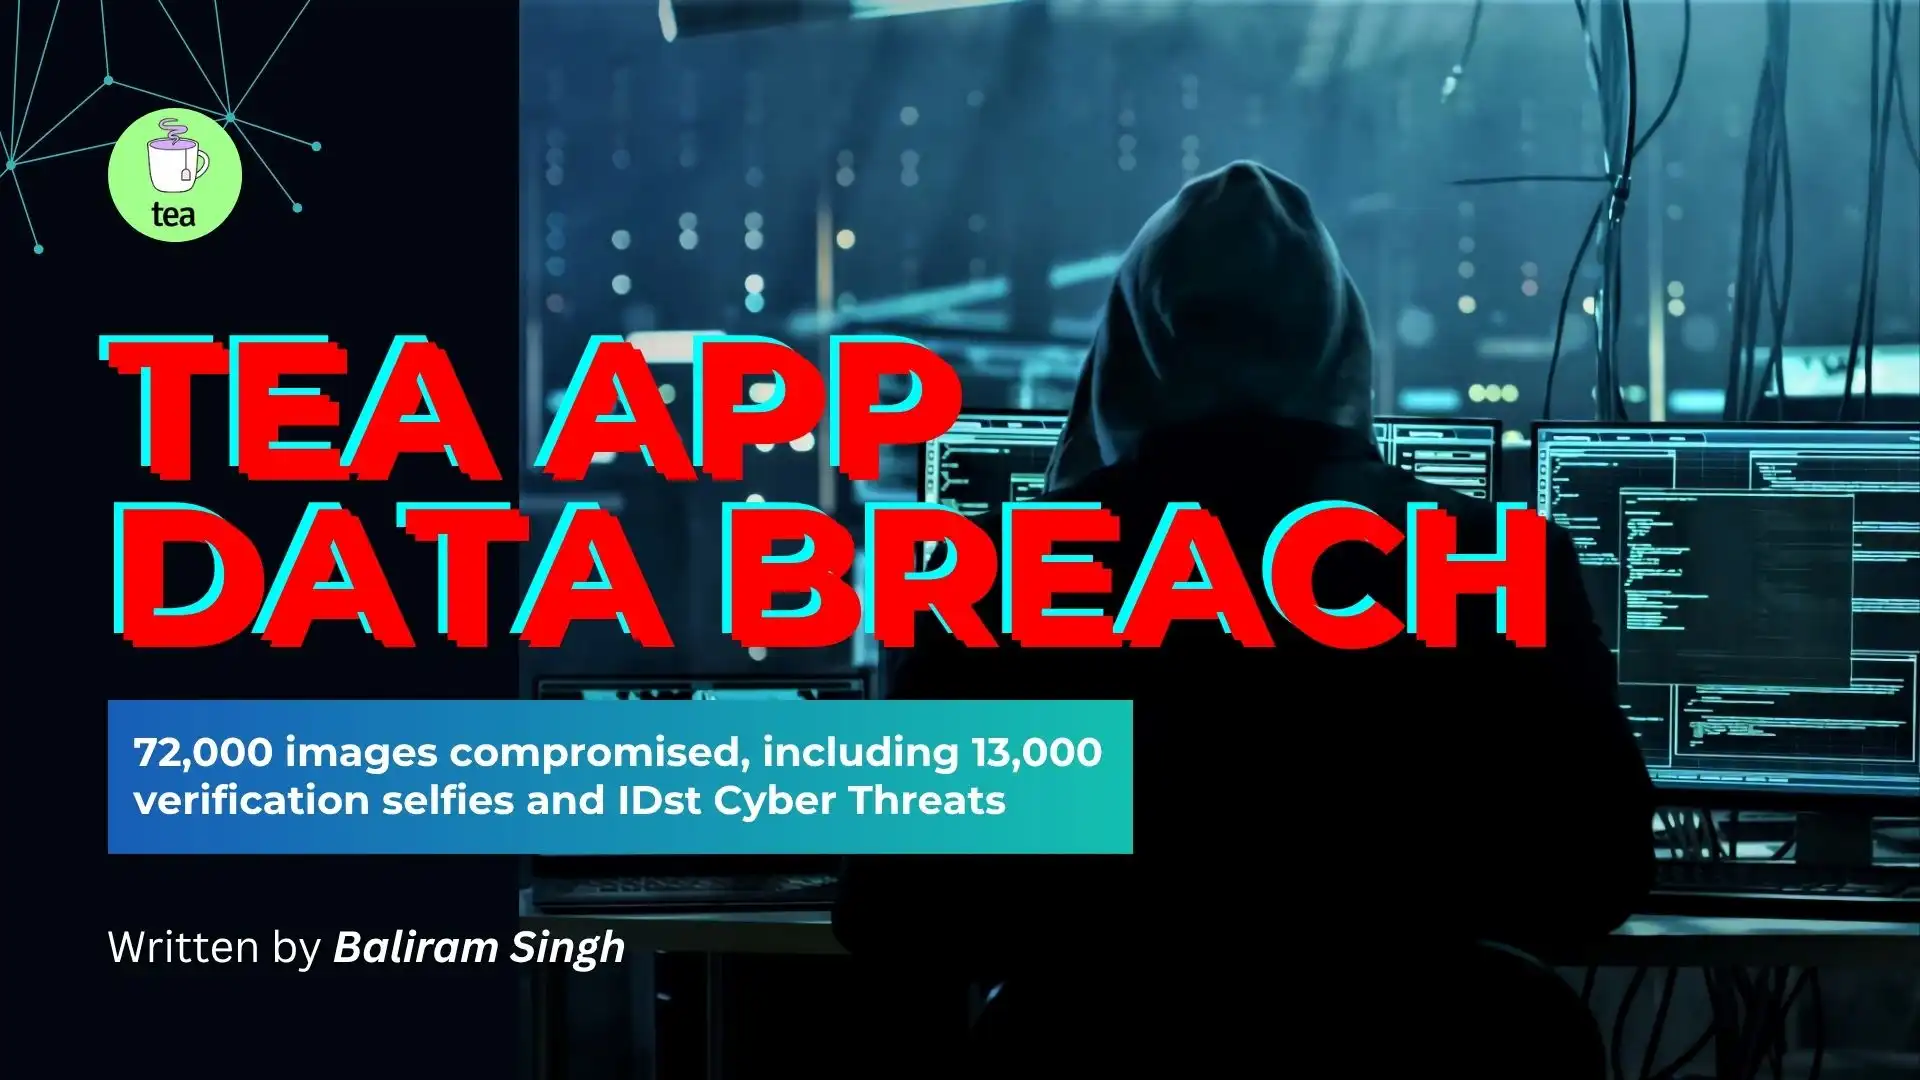 tea
TEA APP
DATA BREACH
72,000 images compromised, including 13,000
verification selfies and IDst Cyber Threats
Written by Baliram Singh